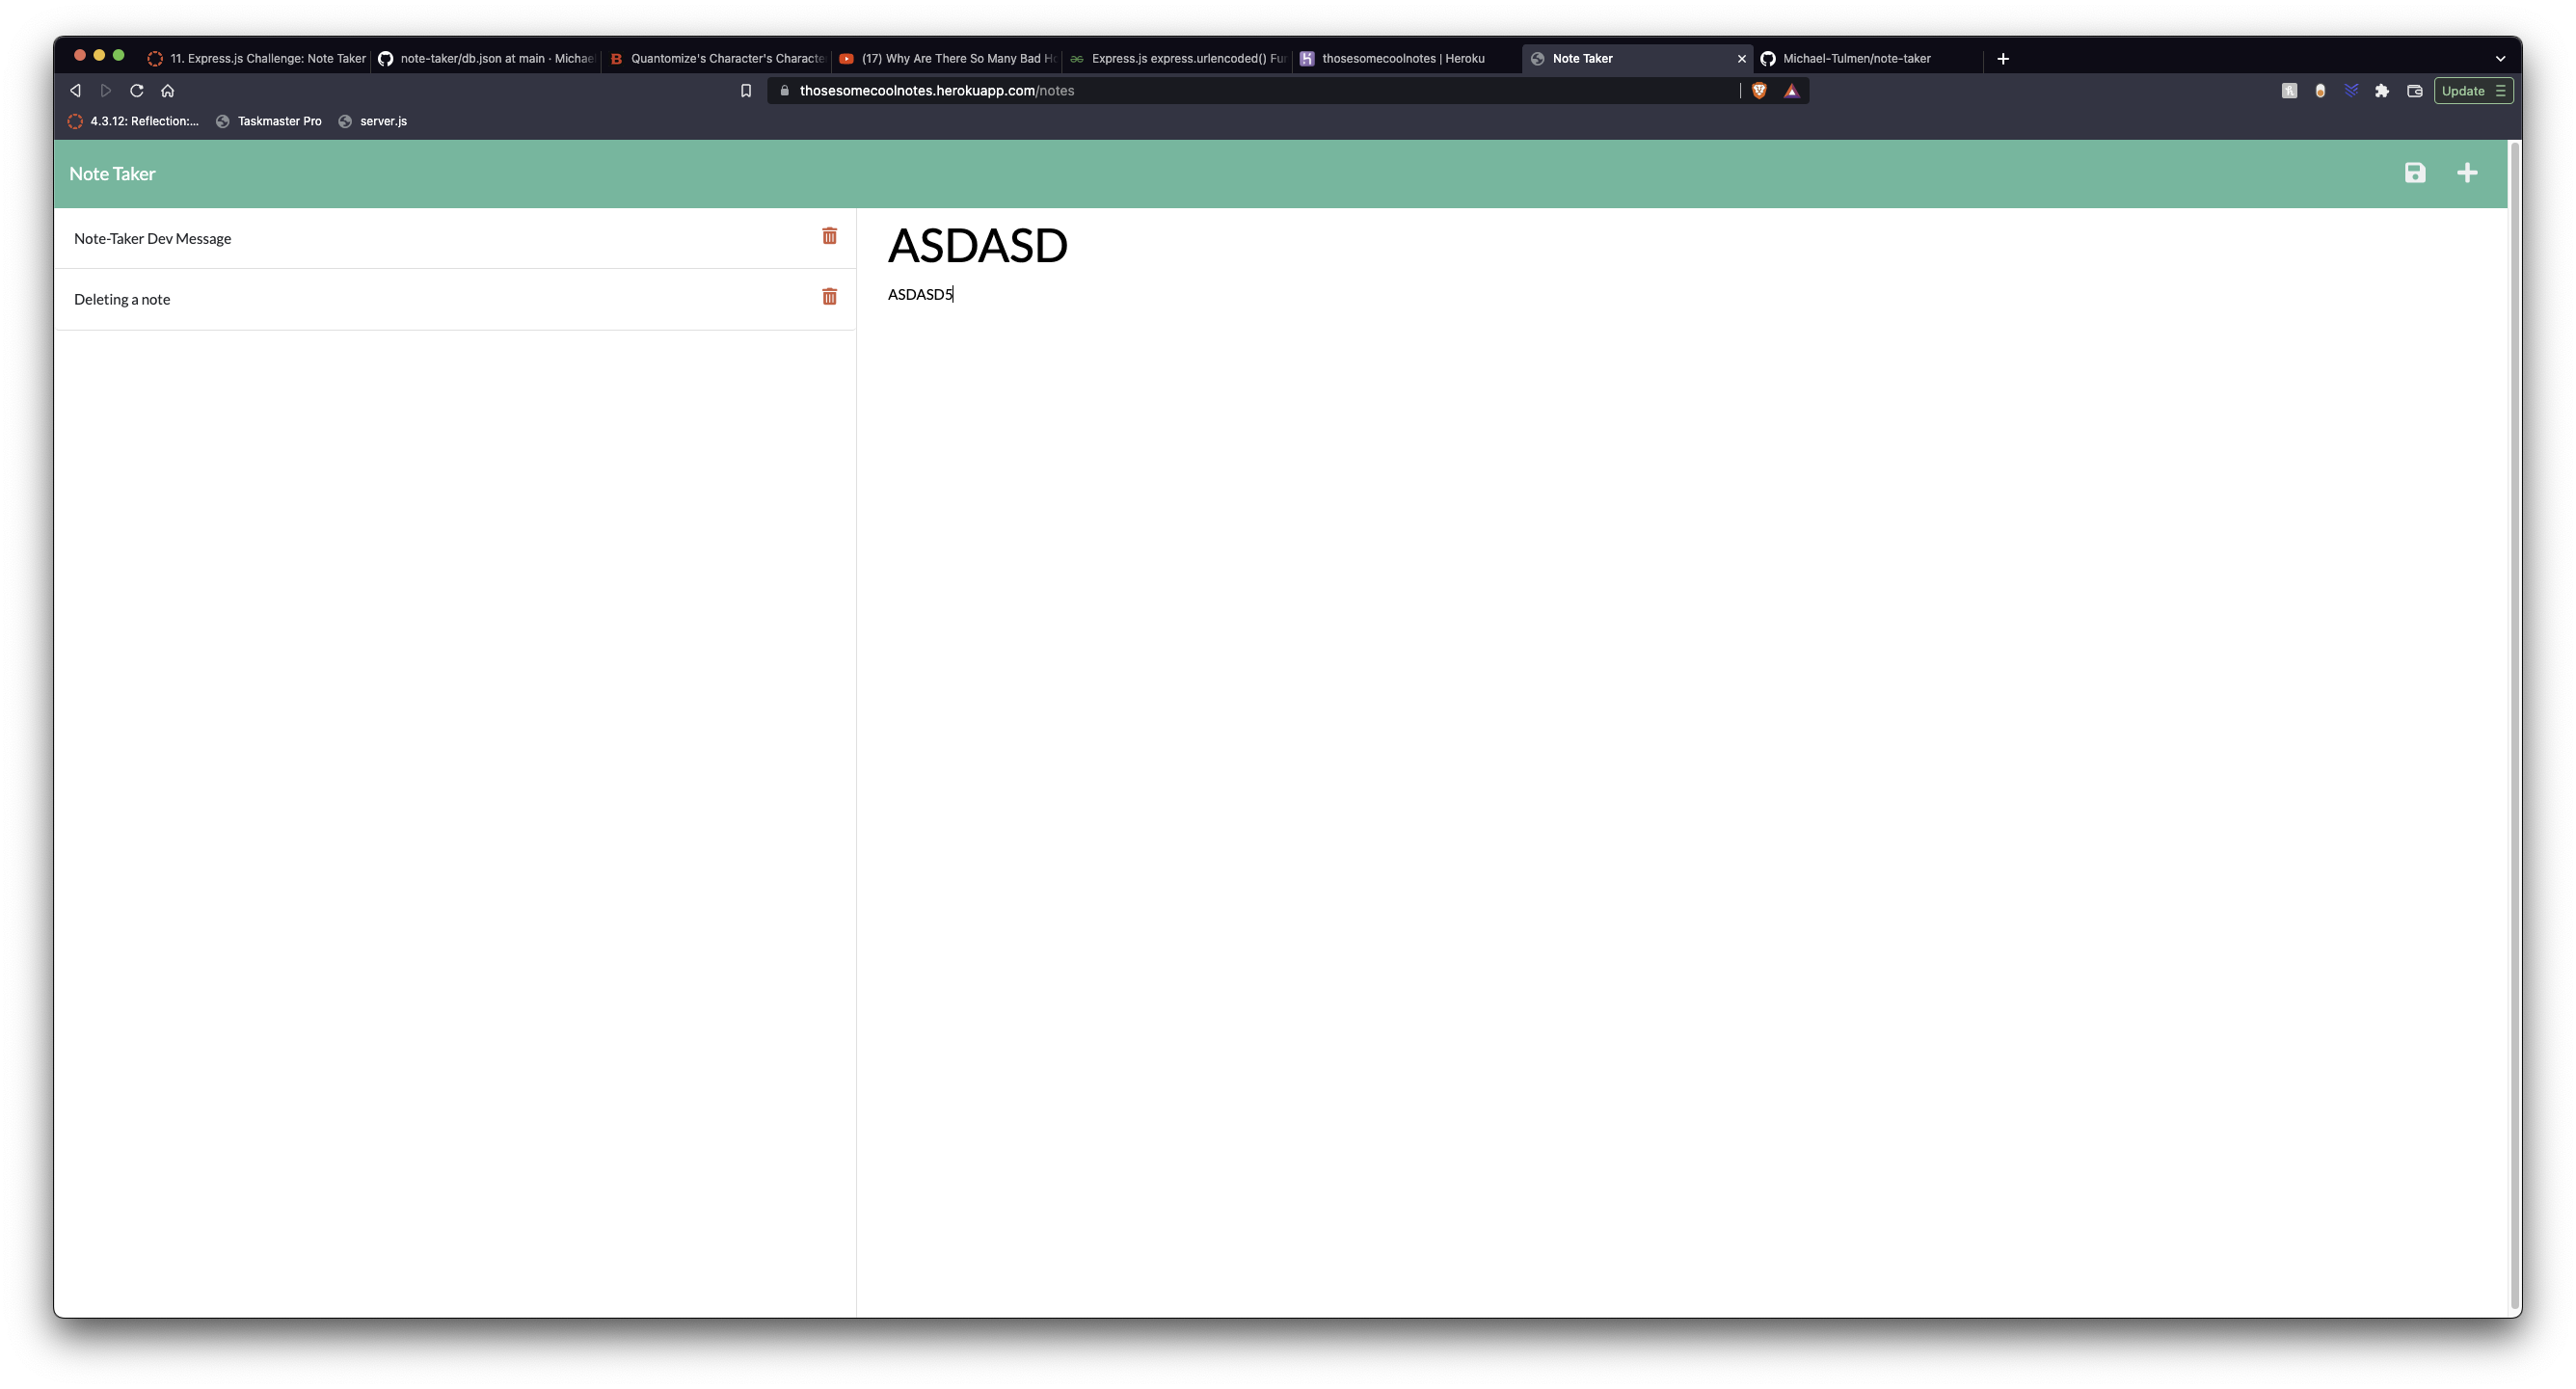 11. Express.js Challenge: Note Taker
note-taker/db.json at main · Michae
Quantomize's Character's Characte
(17) Why Are There So Many Bad Ho
Express.js express.urlencoded() Fun
thosesomecoolnotes | Heroku
Note Taker
Michael-Tulmen/note-taker
thosesomecoolnotes.herokuapp.com/notes
Update
4.3.12: Reflection:...
Taskmaster Pro
server.js
Note Taker
Note-Taker Dev Message
Deleting a note
ASDASD
ASDASD5